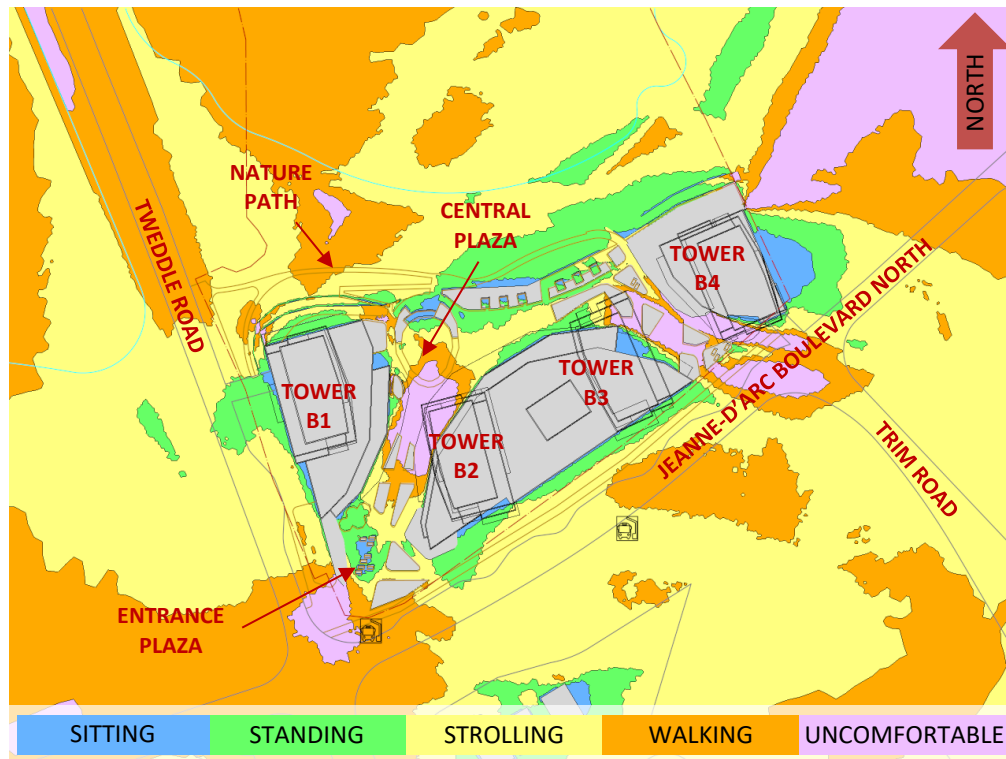 NORTH
NATURE
PATH
CENTRAL
PLAZA
TWEDDLE ROAD
TOWER
B4
JEANNE-D'ARC BOULEVARD NORTH
TOWER
B1
TOWER
B3
TOWER
B2
TRIM ROAD
ENTRANCE
PLAZA
SITTING
STANDING
STROLLING
WALKING
UNCOMFORTABLE